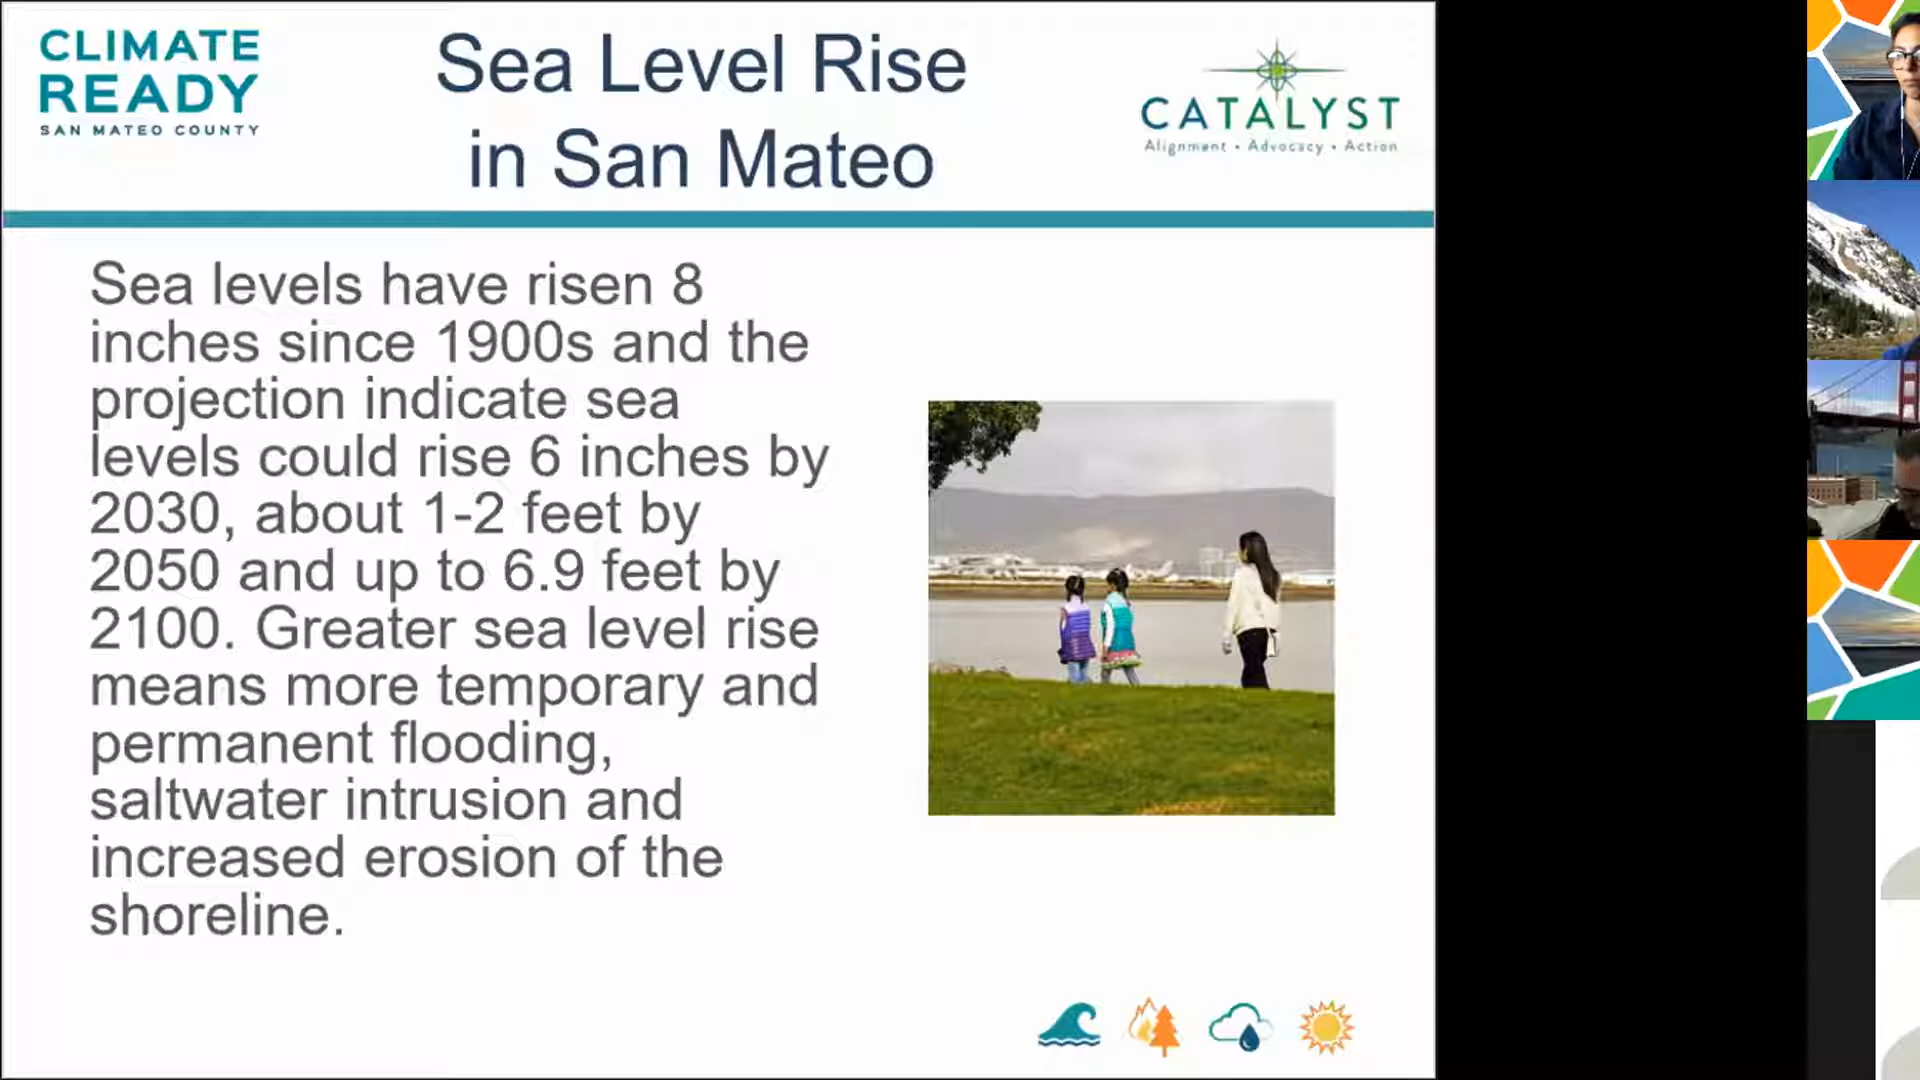 CLIMATE
READY
SAN MATEO COUNTY
Sea Level Rise
in San Mateo
CATALYST
Alignment • Advocacy • Action
Sea levels have risen 8
inches since 1900s and the
projection indicate sea
levels could rise 6 inches by
2030, about 1-2 feet by
2050 and up to 6.9 feet by
2100. Greater sea level rise
means more temporary and
permanent flooding,
saltwater intrusion and
increased erosion of the
shoreline.